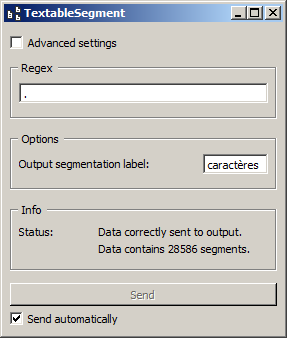 TextableSegment
Advanced settings
Regex
.
Options
Output segmentation label: caractères
Info
Status: Data correctly sent to output.
Data contains 28586 segments.
Send
Send automatically